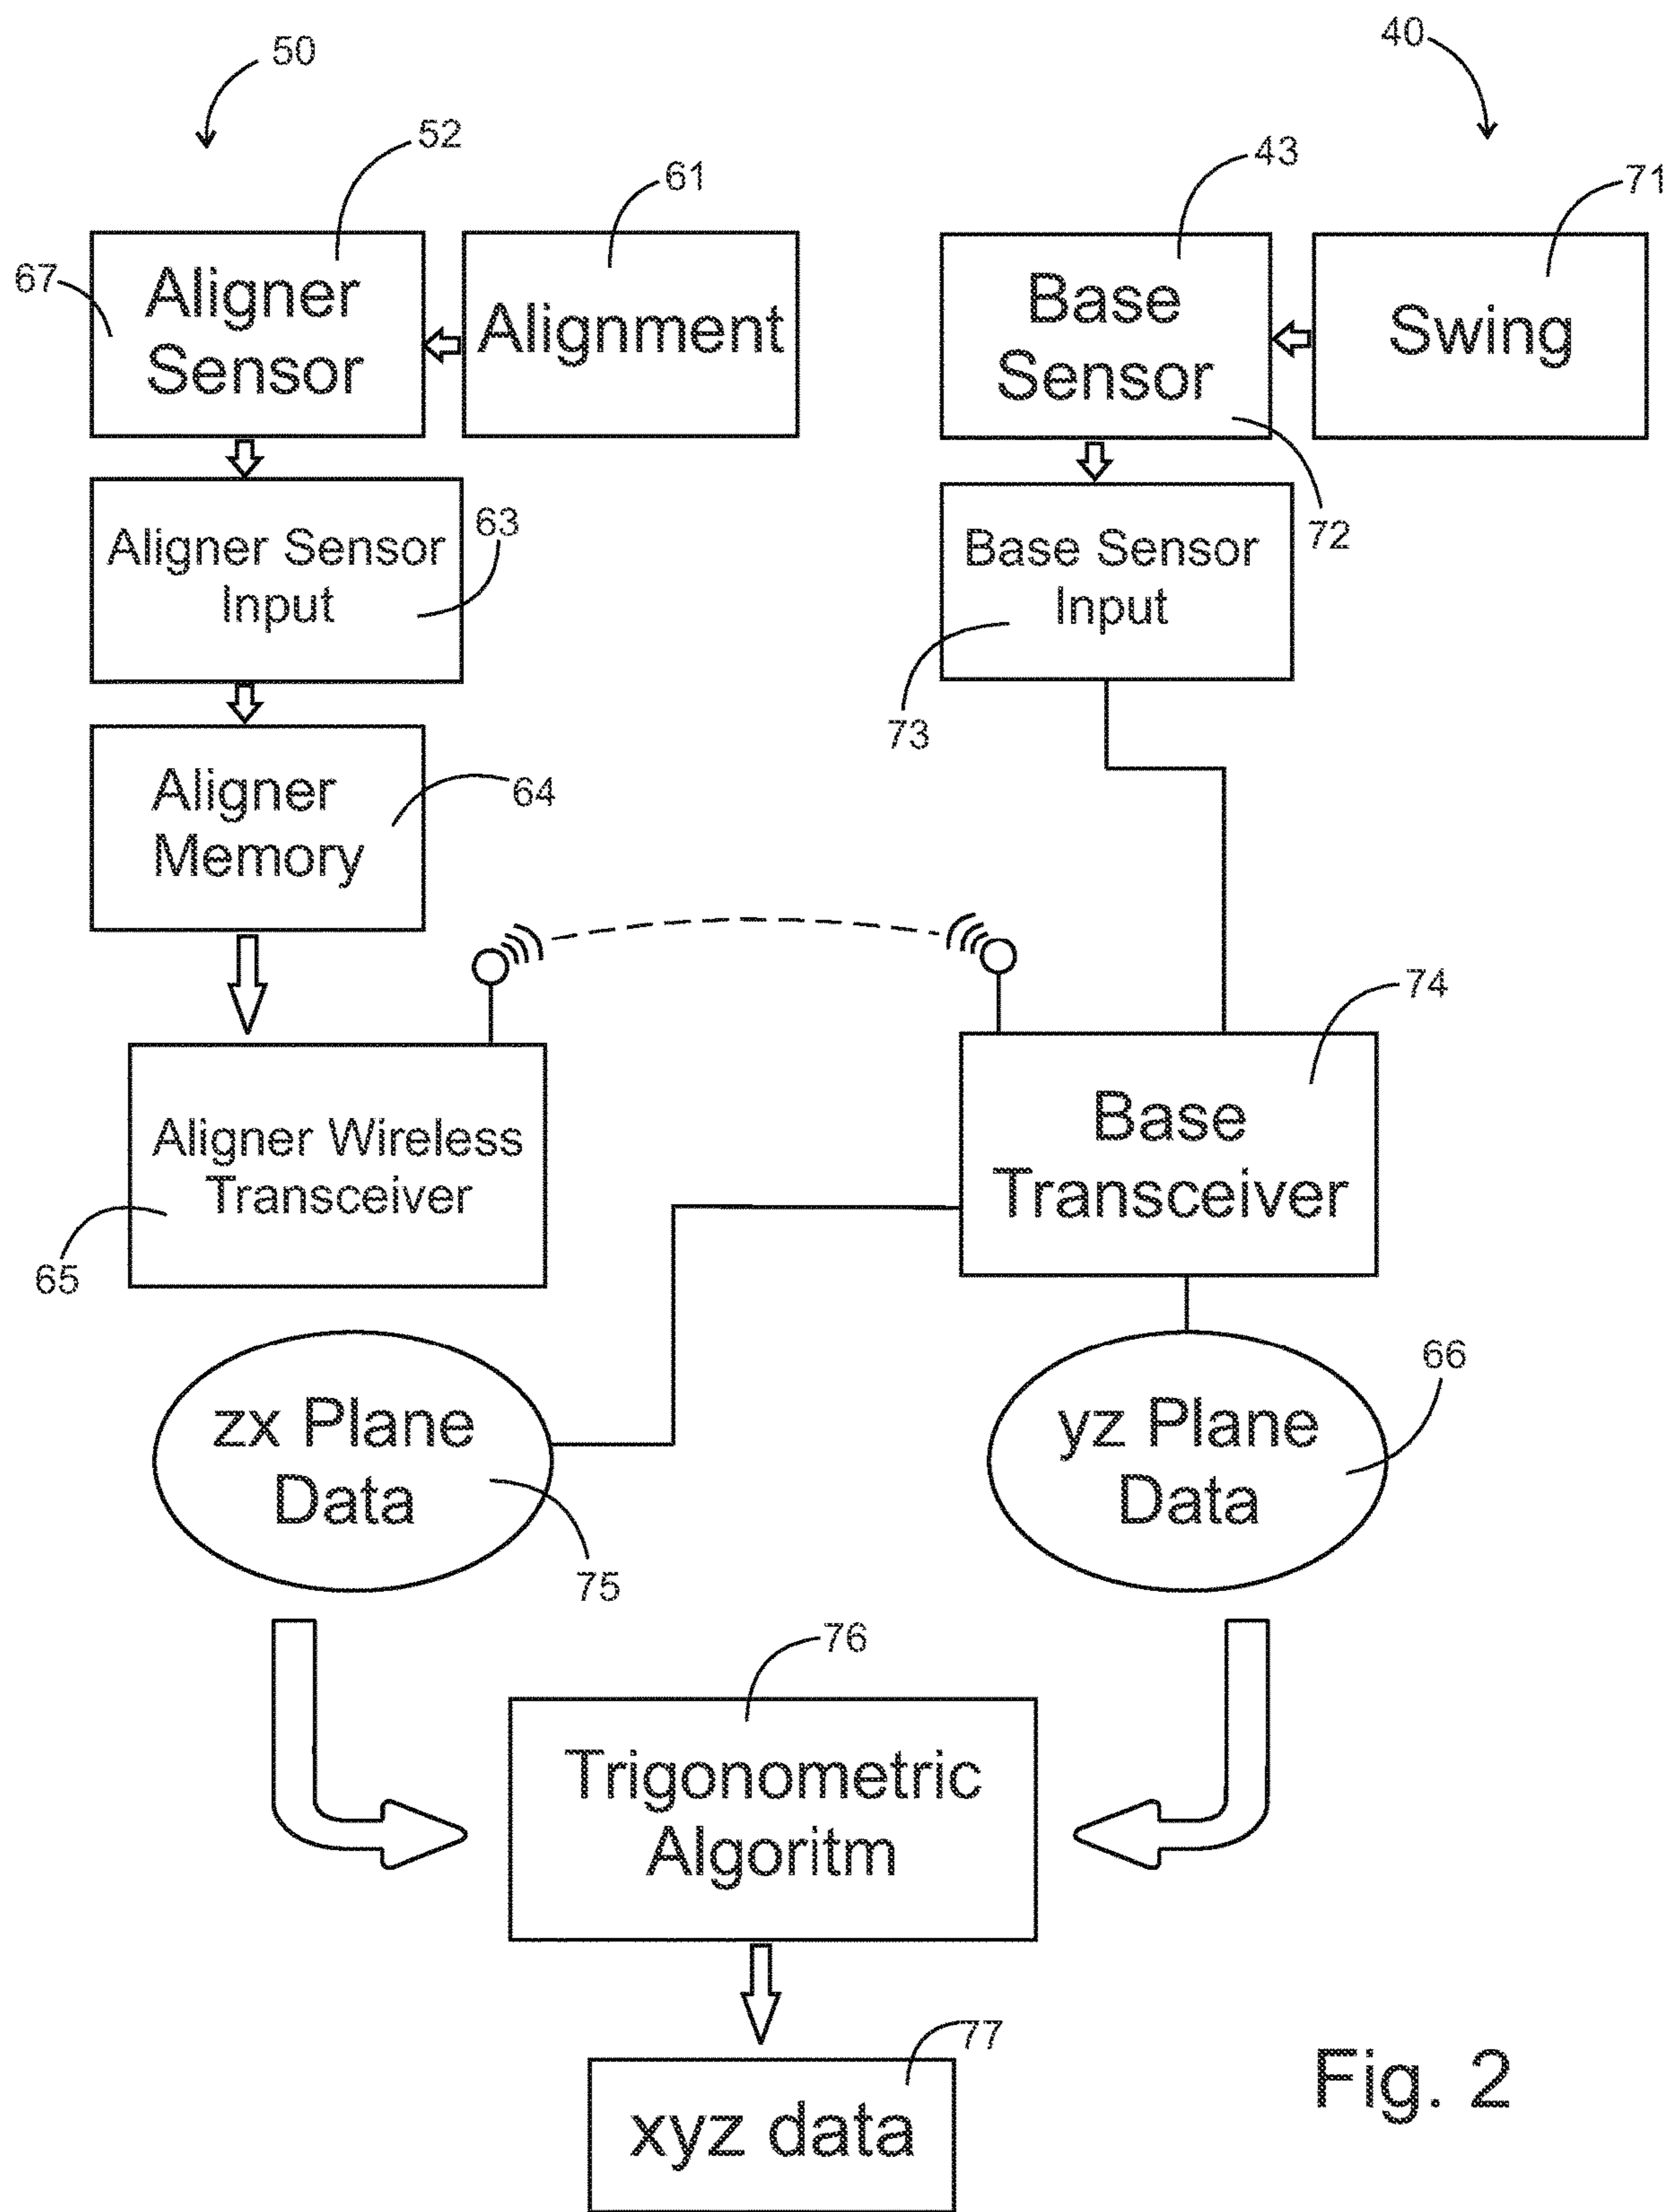 50
40
52
61
43
71
67
Aligner
Sensor
Alignment
Base
Sensor
Swing
63
72
Aligner Sensor
Input
Base Sensor
Input
73
64
Aligner
Memory
74
Aligner Wireless
Transceiver
Base
Transceiver
65
66
zx Plane
Data
yz Plane
Data
75
76
Trigonometric
Algoritm
77
xyz data
Fig. 2